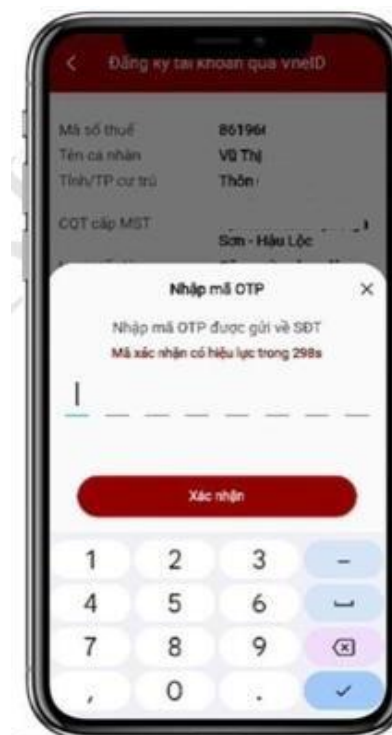 Đăng ký tài khoản qua VneID
Mã số thuế 861966
Tên cá nhân Vũ Thị
Tỉnh/TP cư trú Thôn
CQT cấp MST
Sơn - Hậu Lộc
Nhập mã OTP
Nhập mã OTP được gửi về SĐT
Mã xác nhận có hiệu lực trong 298s
Xác nhận
1 2 3 -
4 5 6
7 8 9
, 0 .